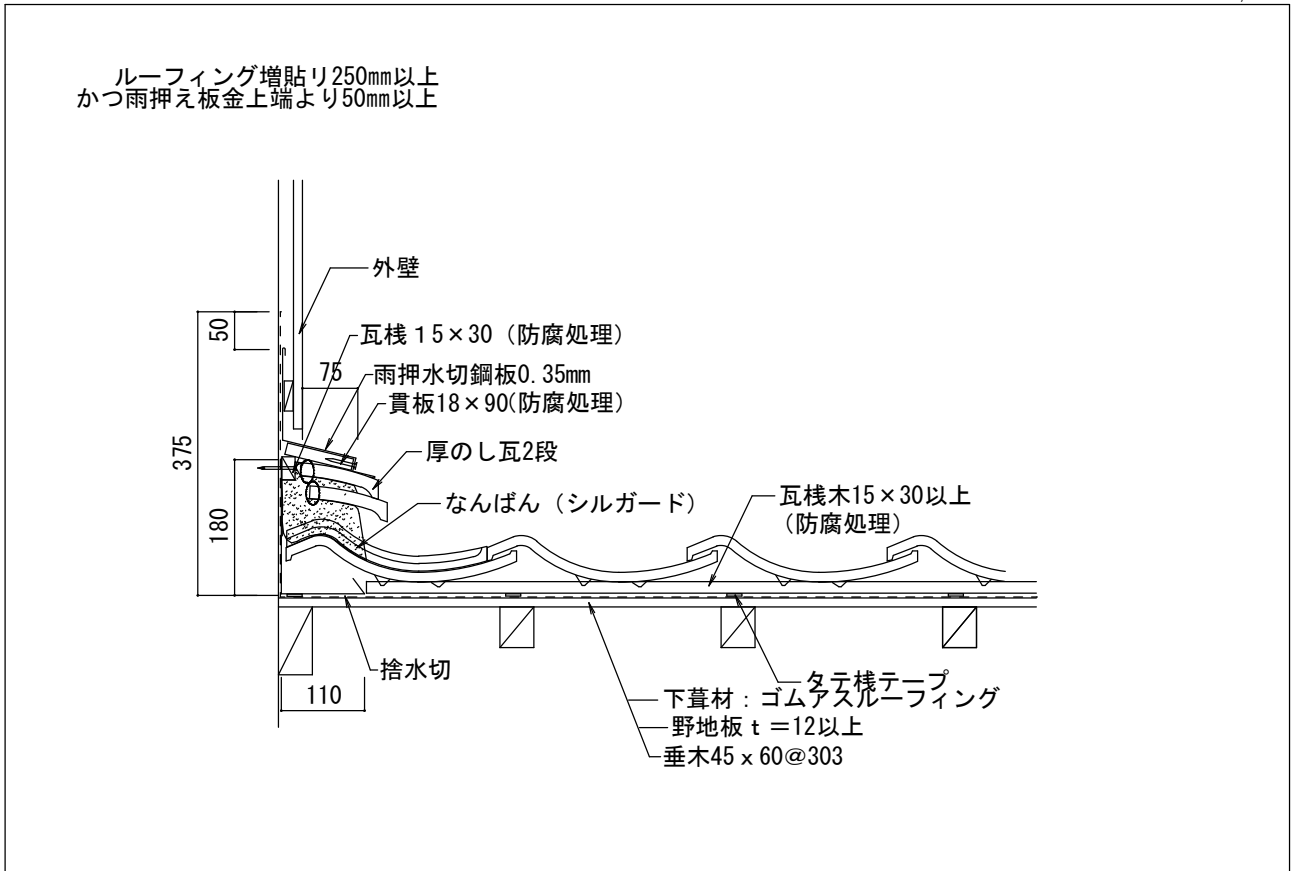 ルーフィング増貼り250mm以上
かつ雨押え板金上端より50mm以上
外壁
50
瓦桟15×30（防腐処理）
75
雨押水切鋼板0.35mm
貫板18×90(防腐処理)
375
厚のし瓦2段
180
なんばん（シルガード）
瓦桟木15×30以上
（防腐処理）
捨水切
110
タテ桟テープ
下葺材：ゴムアスルーフィング
野地板ｔ＝12以上
垂木45ｘ60@303